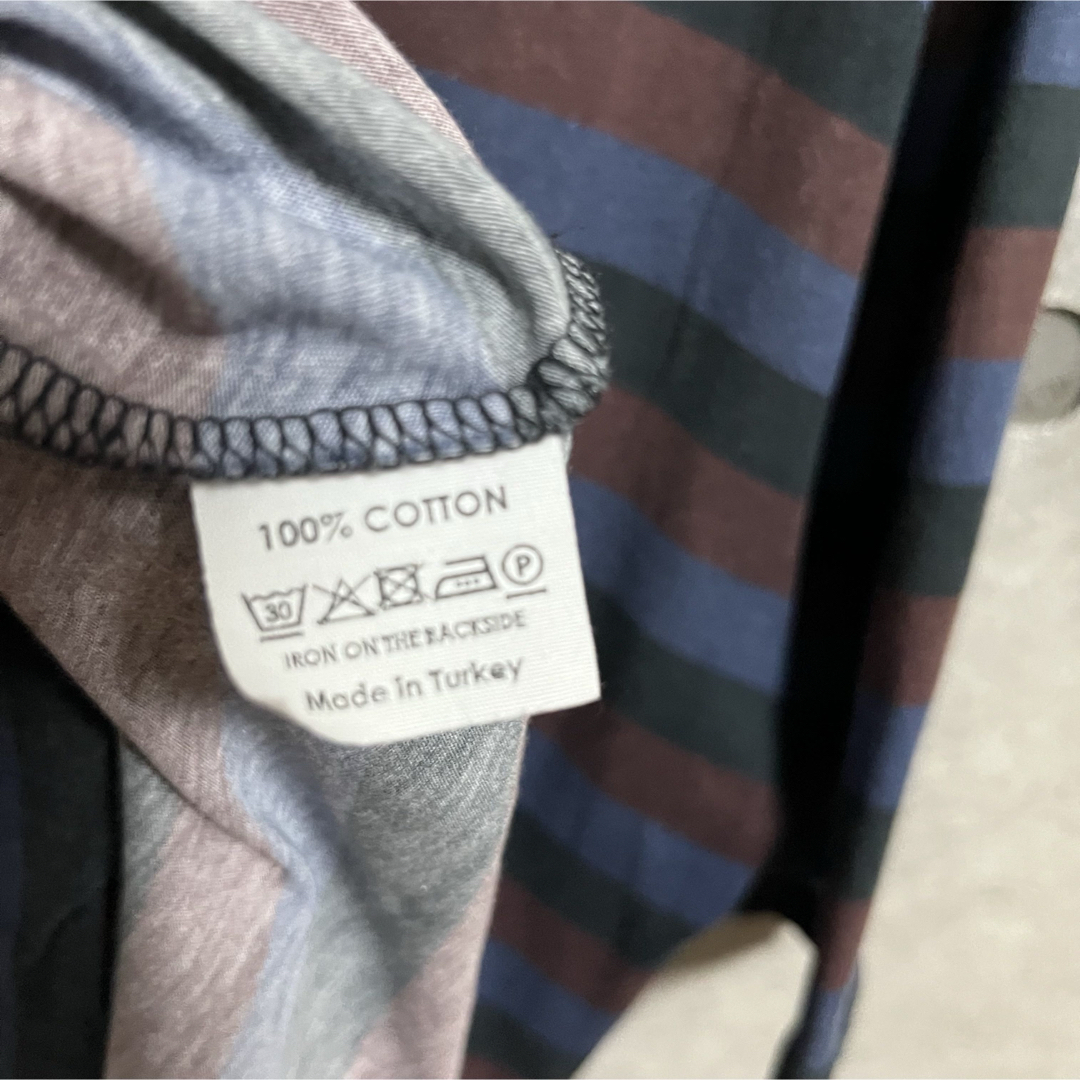 100% COTTON
30 P
IRON ON THE BACKSIDE
Made In Turkey